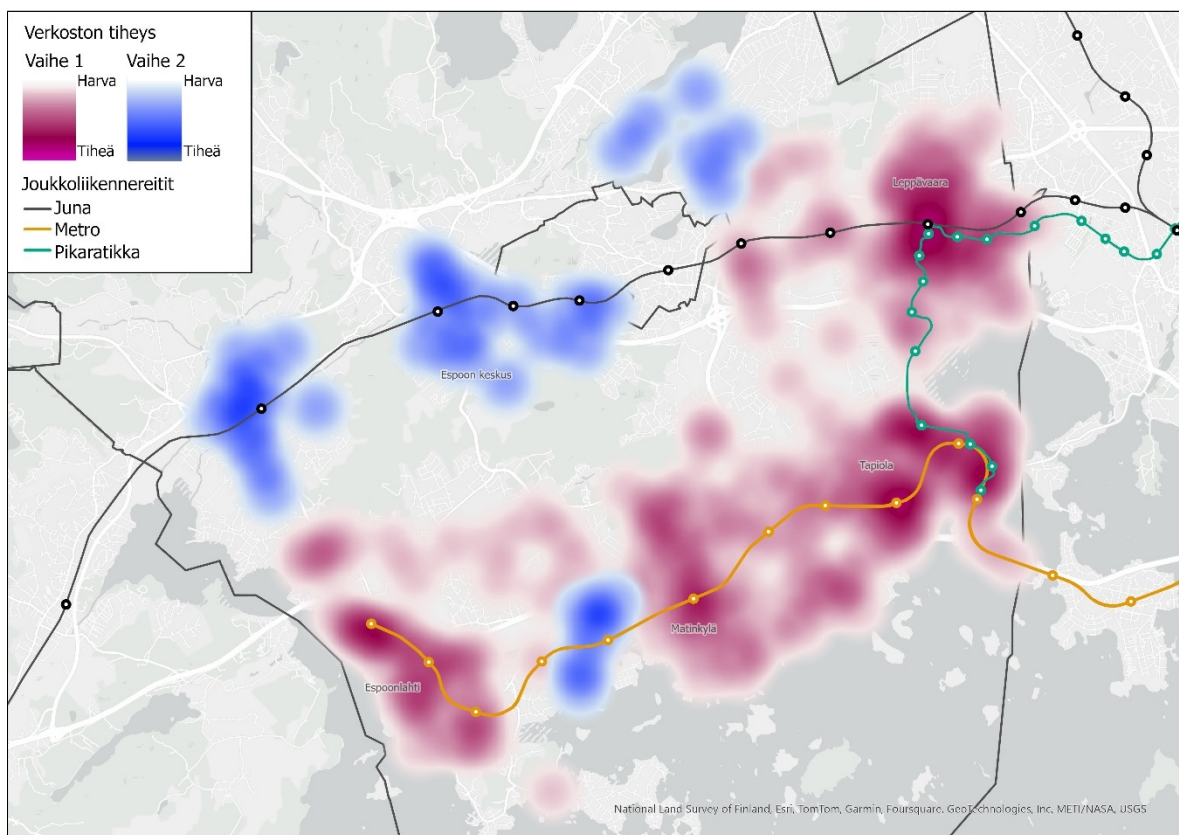 Verkoston tiheys
Vaihe 1 Vaihe 2
Harva Harva
Tiheä Tiheä
Joukkoliikennereitit
Juna
Metro
Pikaratikka
Leppävaara
Espoon keskus
Tapiola
Matinkylä
Espoonlahti
National Land Survey of Finland, Esri, TomTom, Garmin, Foursquare, GeoTechnologies, Inc, METI/NASA, USGS